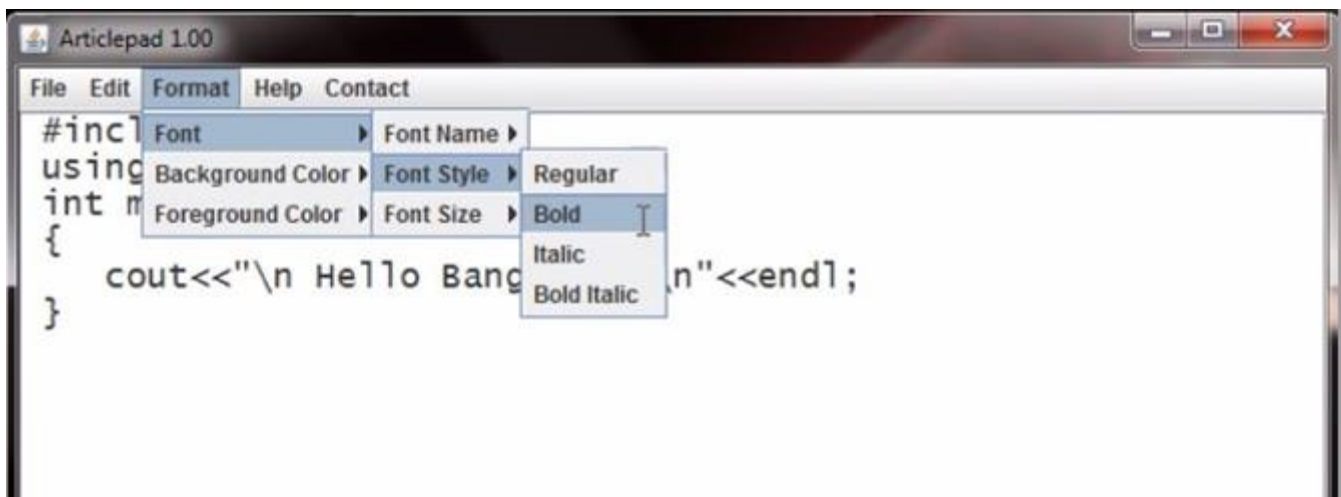 Articlepad 1.00
File Edit Format Help Contact
#incl
Font
Font Name
using
Background Color
Font Style
Regular
int m
Foreground Color
Font Size
Bold
{
Italic
cout<<"\n Hello Bang \n"<<endl;
Bold Italic
}